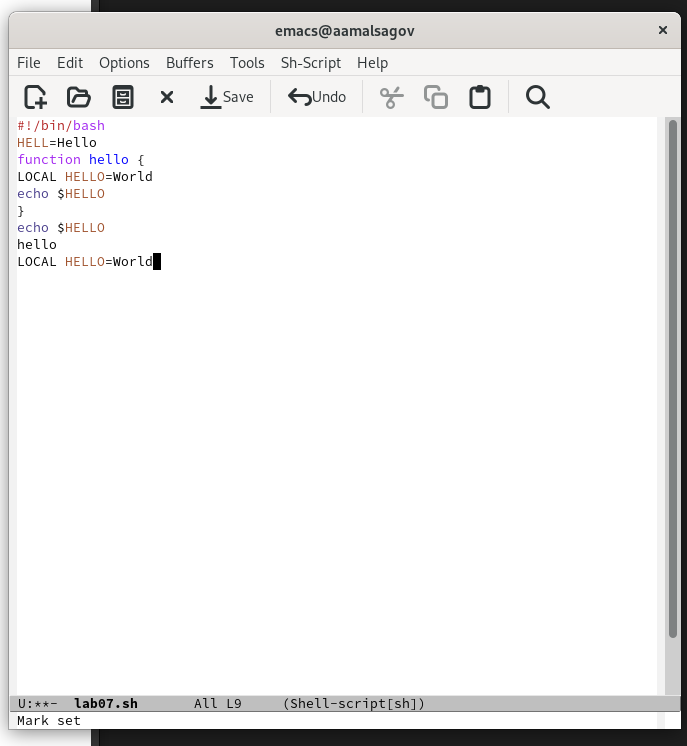 emacs@aamalsagov
File Edit Options Buffers Tools Sh-Script Help
Save Undo
#!/bin/bash
HELL=Hello
function hello {
LOCAL HELLO=World
echo $HELLO
}
echo $HELLO
hello
LOCAL HELLO=World
U:**- lab07.sh All L9 (Shell-script[sh])
Mark set